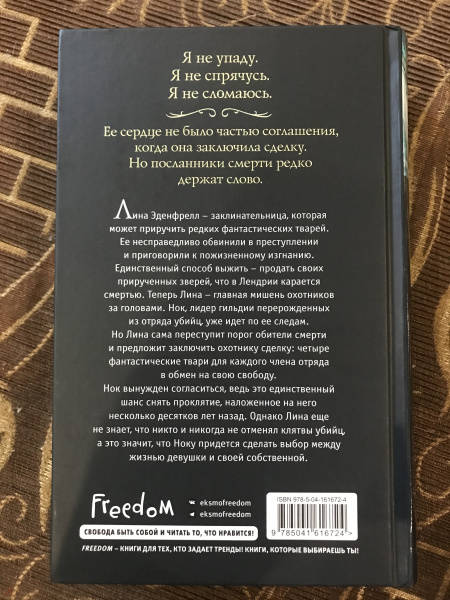 Я не упаду.
Я не спрячусь.
Я не сломаюсь.
Ее сердце не было частью соглашения,
когда она заключила сделку.
Но посланники смерти редко
держат слово.
Лина Эденфрелл – заклинательница, которая
может приручить редких фантастических тварей.
Ее несправедливо обвинили в преступлении
и приговорили к пожизненному изгнанию.
Единственный способ выжить – продать своих
прирученных зверей, что в Лендрии карается
смертью. Теперь Лина – главная мишень охотников
за головами. Нок, лидер гильдии перерожденных
из отряда убийц, уже идет по ее следам.
Но Лина сама переступит порог обители смерти
и предложит заключить охотнику сделку: четыре
фантастические твари для каждого члена отряда
в обмен на свою свободу.
Нок вынужден согласиться, ведь это единственный
шанс снять проклятие, наложенное на него
несколько десятков лет назад. Однако Лина еще
не знает, что никто и никогда не отменял клятвы убийц,
а это значит, что Ноку придется сделать выбор между
жизнью девушки и своей собственной.
Freedom
eksmofreedom
eksmofreedom
СВОБОДА БЫТЬ СОБОЙ И ЧИТАТЬ ТО, ЧТО НРАВИТСЯ!
FREEDOM – КНИГИ ДЛЯ ТЕХ, КТО ЗАДАЕТ ТРЕНДЫ! КНИГИ, КОТОРЫЕ ВЫБИРАЕШЬ ТЫ!
ISBN 978-5-04-161672-4
9 785041 616724 >